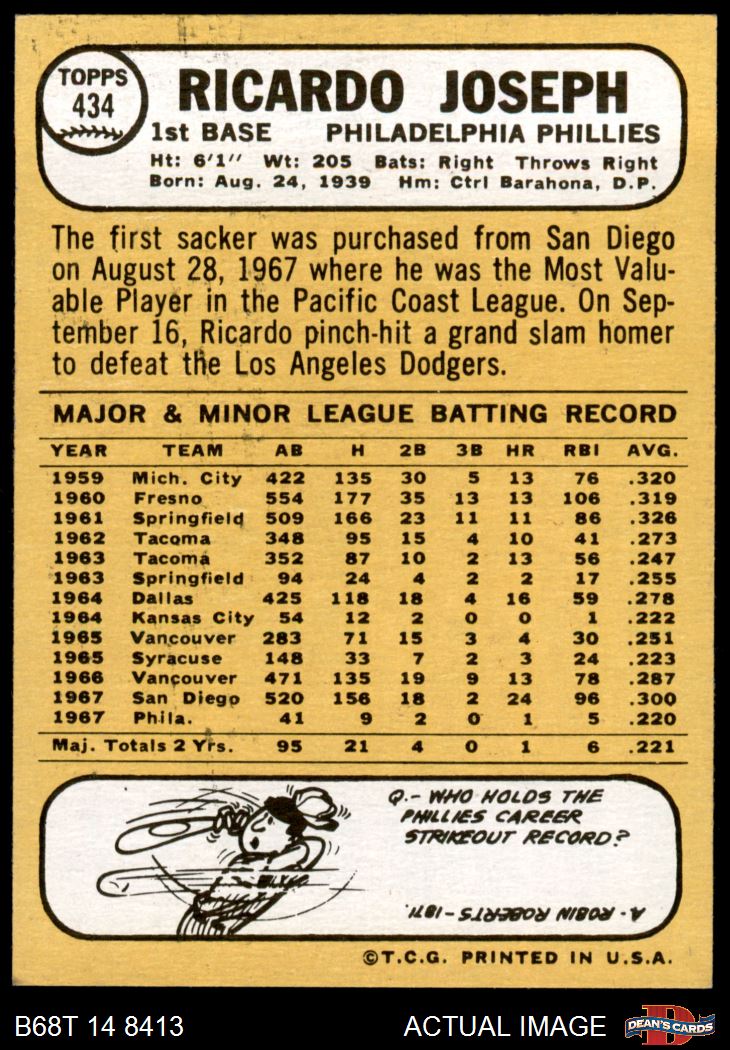 TOPPS
434
RICARDO JOSEPH
1st BASE PHILADELPHIA PHILLIES
Ht: 6'1" Wt: 205 Bats: Right Throws Right
Born: Aug. 24, 1939 Hm: Ctrl Barahona, D.P.
The first sacker was purchased from San Diego
on August 28, 1967 where he was the Most Valu-
able Player in the Pacific Coast League. On Sep-
tember 16, Ricardo pinch-hit a grand slam homer
to defeat the Los Angeles Dodgers.
MAJOR & MINOR LEAGUE BATTING RECORD
YEAR TEAM AB H 2B 3B HR RBI AVG.
1959 Mich. City 422 135 30 5 13 76 .320
1960 Fresno 554 177 35 13 13 106 .319
1961 Springfield 509 166 23 11 11 86 .326
1962 Tacoma 348 95 15 4 10 41 .273
1963 Tacoma 352 87 10 2 13 56 .247
1963 Springfield 94 24 4 2 2 17 .255
1964 Dallas 425 118 18 4 16 59 .278
1964 Kansas City 54 12 2 0 0 1 .222
1965 Vancouver 283 71 15 3 4 30 .251
1965 Syracuse 148 33 7 2 3 24 .223
1966 Vancouver 471 135 19 9 13 78 .287
1967 San Diego 520 156 18 2 24 96 .300
1967 Phila. 41 9 2 0 1 5 .220
Maj. Totals 2 Yrs. 95 21 4 0 1 6 .221
Q.- WHO HOLDS THE
PHILLIES CAREER
STRIKEOUT RECORD?
A- ROBIN ROBERTS-1871.
©T.C.G. PRINTED IN U.S.A.
B68T 14 8413 ACTUAL IMAGE
D
DEAN'S CARDS